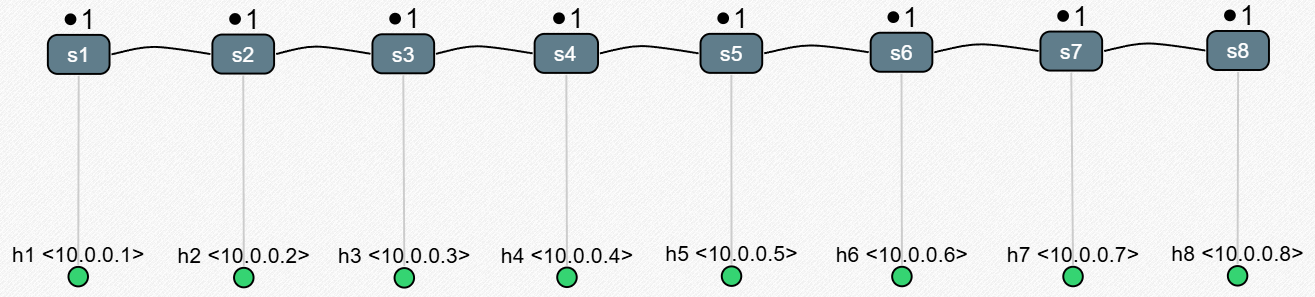 ●1 ●1 ●1 ●1 ●1 ●1 ●1 ●1
s1 s2 s3 s4 s5 s6 s7 s8
h1 <10.0.0.1> h2 <10.0.0.2> h3 <10.0.0.3> h4 <10.0.0.4> h5 <10.0.0.5> h6 <10.0.0.6> h7 <10.0.0.7> h8 <10.0.0.8>